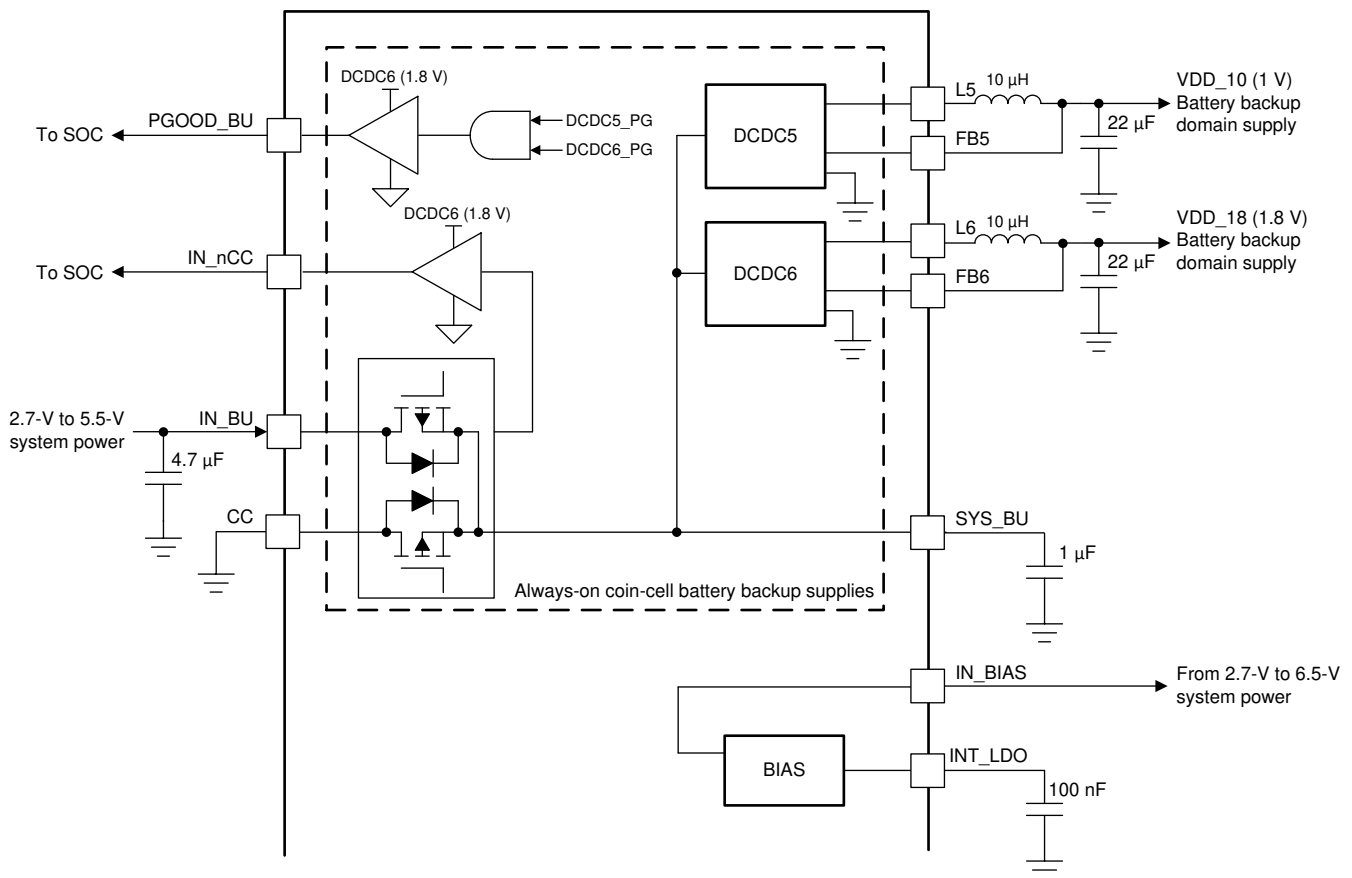 DCDC6 (1.8 V)
PGOOD_BU
To SOC
DCDC5_PG
DCDC6_PG
DCDC6 (1.8 V)
IN_nCC
To SOC
2.7-V to 5.5-V
system power
IN_BU
4.7 µF
CC
Always-on coin-cell battery backup supplies
DCDC5
DCDC6
L5
10 µH
FB5
22 µF
VDD_10 (1 V)
Battery backup
domain supply
L6
10 µH
FB6
22 µF
VDD_18 (1.8 V)
Battery backup
domain supply
SYS_BU
1 µF
IN_BIAS
From 2.7-V to 6.5-V
system power
BIAS
INT_LDO
100 nF